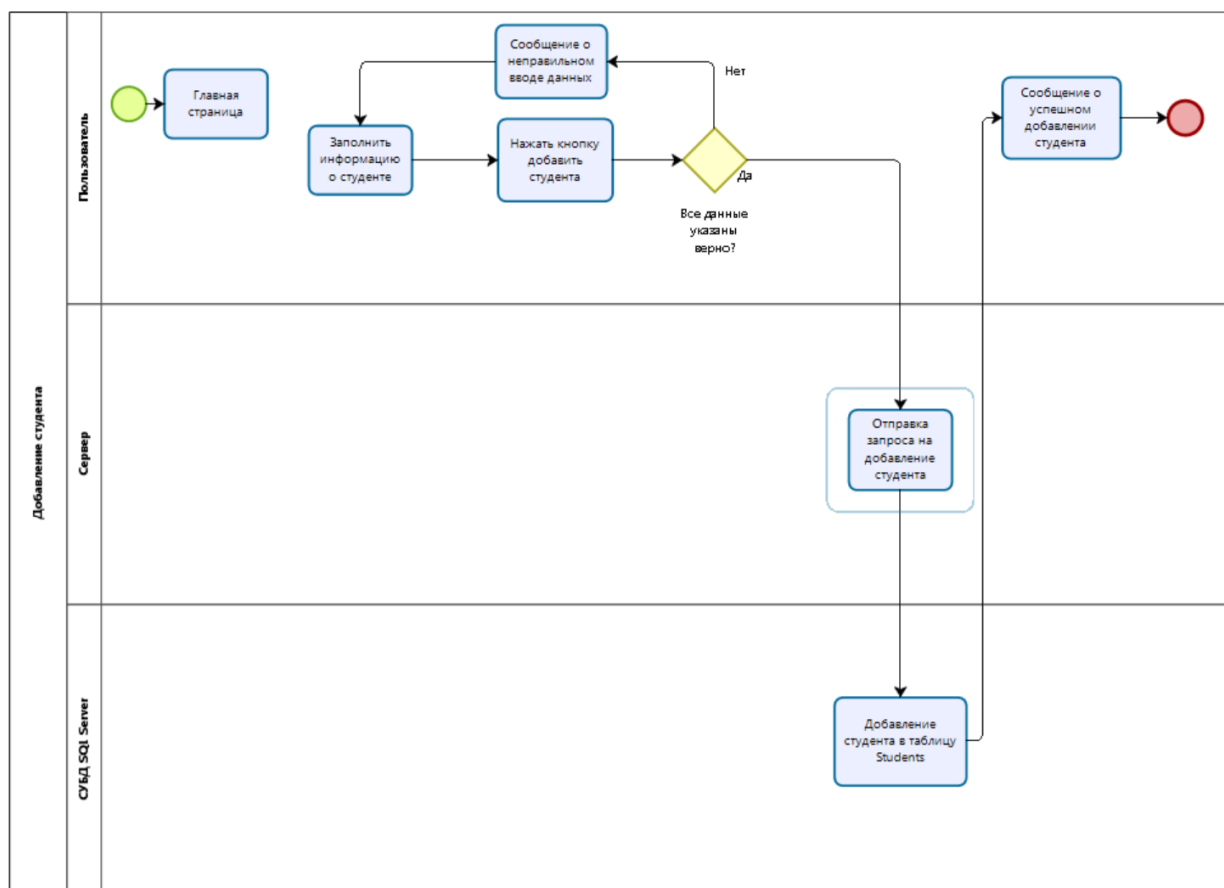 Добавление студента
Пользователь
Главная
страница
Сообщение о
неправильном
вводе данных
Заполнить
информацию
о студенте
Нажать кнопку
добавить
студента
Нет
Да
Все данные
указаны
верно?
Сообщение о
успешном
добавлении
студента
Сервер
Отправка
запроса на
добавление
студента
СУБД SQL Server
Добавление
студента в таблицу
Students